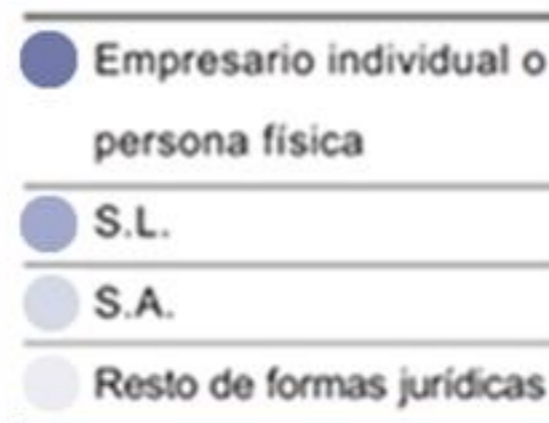 Empresario individual o
persona física
S.L.
S.A.
Resto de formas jurídicas